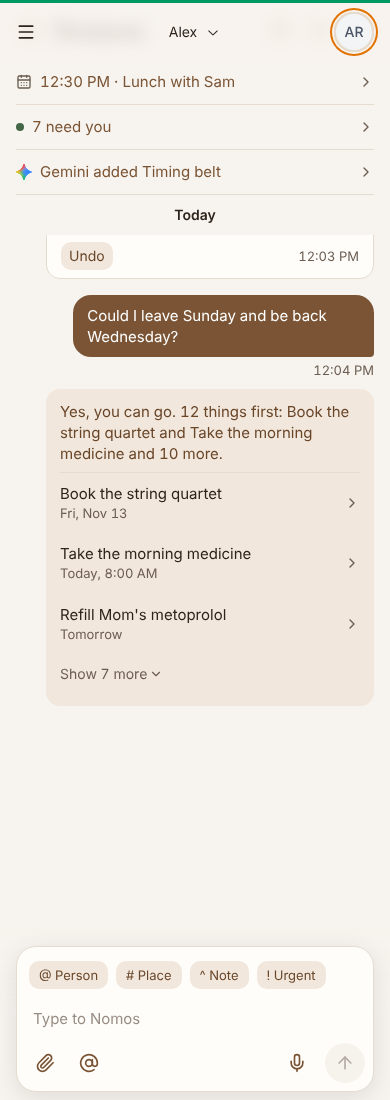 Alex
AR
12:30 PM · Lunch with Sam
7 need you
Gemini added Timing belt
Today
Undo
12:03 PM
Could I leave Sunday and be back
Wednesday?
12:04 PM
Yes, you can go. 12 things first: Book the
string quartet and Take the morning
medicine and 10 more.
Book the string quartet
Fri, Nov 13
Take the morning medicine
Today, 8:00 AM
Refill Mom's metoprolol
Tomorrow
Show 7 more
@ Person
# Place
^ Note
! Urgent
Type to Nomos